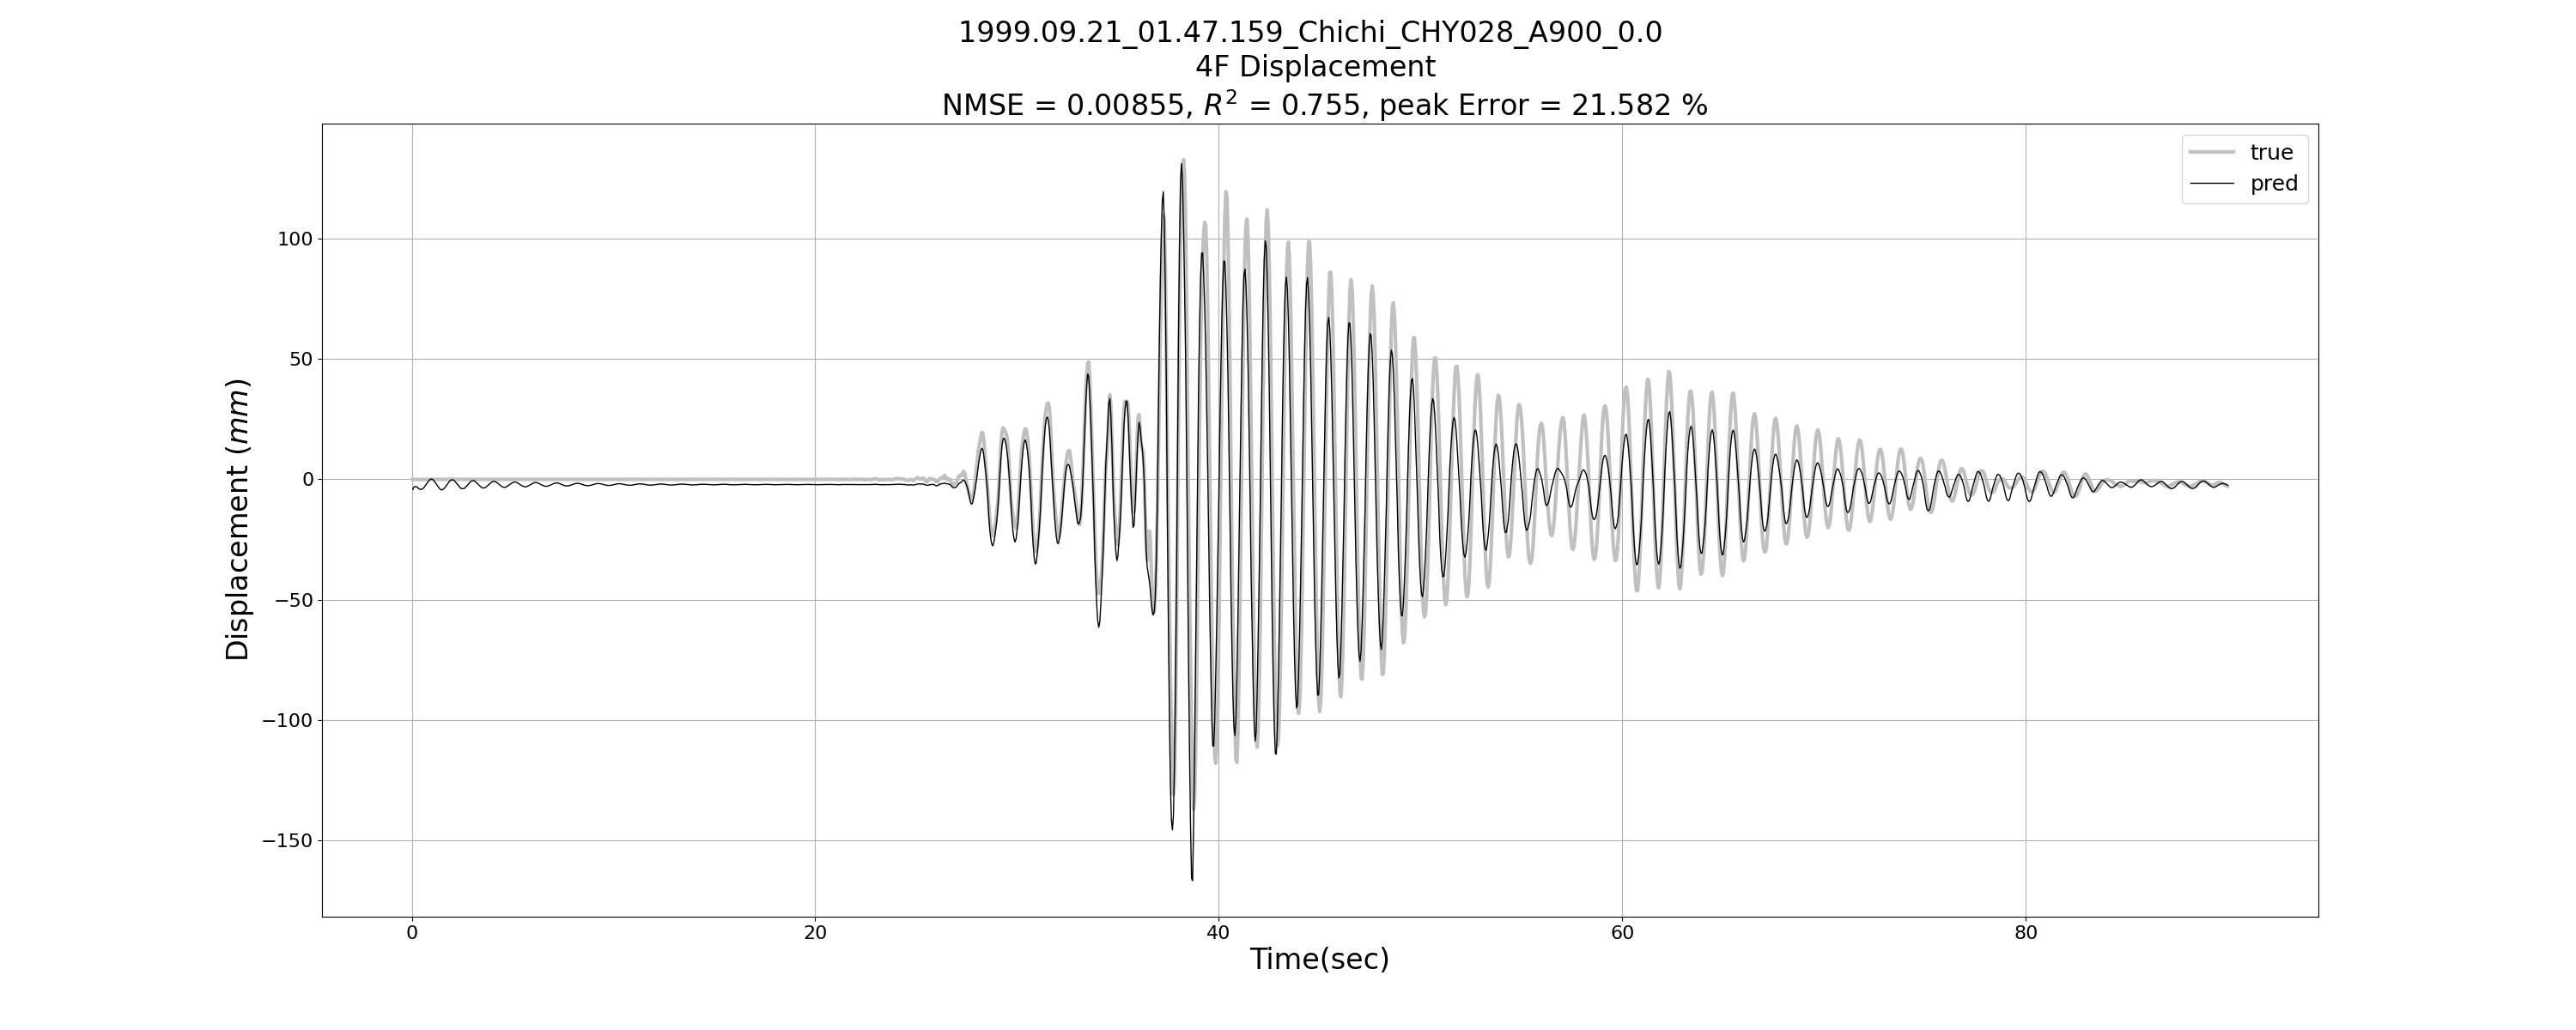 1999.09.21_01.47.159_Chichi_CHY028_A900_0.0
4F Displacement
NMSE = 0.00855, R² = 0.755, peak Error = 21.582 %
true
pred
100
50
0
−50
−100
−150
Displacement (mm)
0 20 40 60 80
Time(sec)